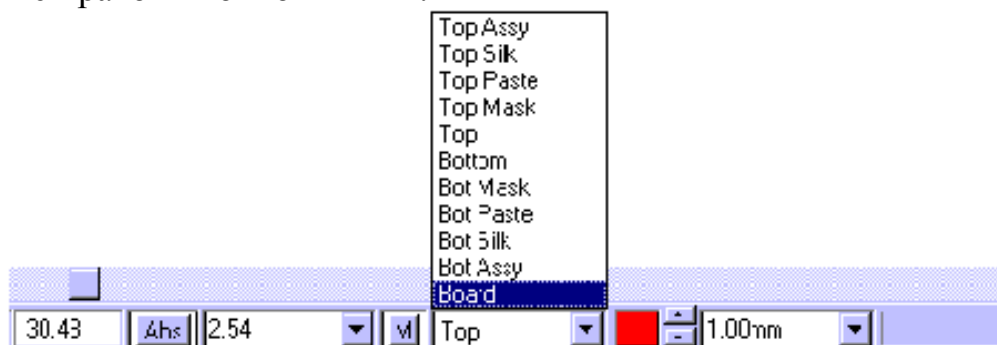 Top Assy
Top Silk
Top Paste
Top Mask
Top
Bottom
Bot Mask
Bot Paste
Bot Silk
Bot Assy
Board
30.43 Abs 2.54 M Top 1.00mm